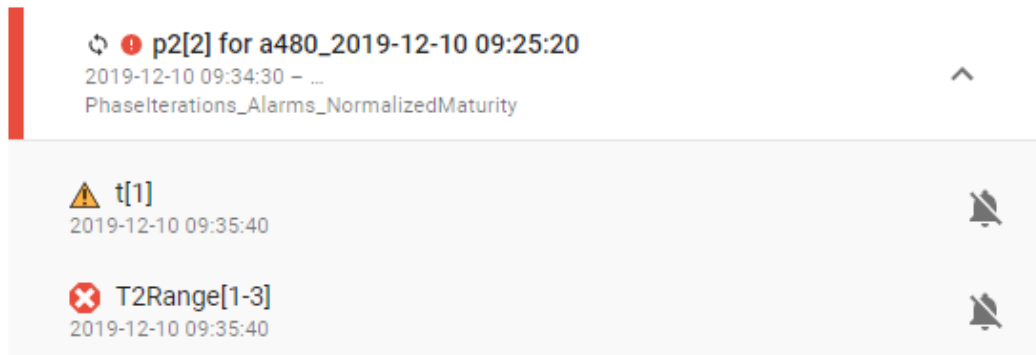 p2[2] for a480_2019-12-10 09:25:20
2019-12-10 09:34:30 – ...
PhaseIterations_Alarms_NormalizedMaturity
t[1]
2019-12-10 09:35:40
T2Range[1-3]
2019-12-10 09:35:40